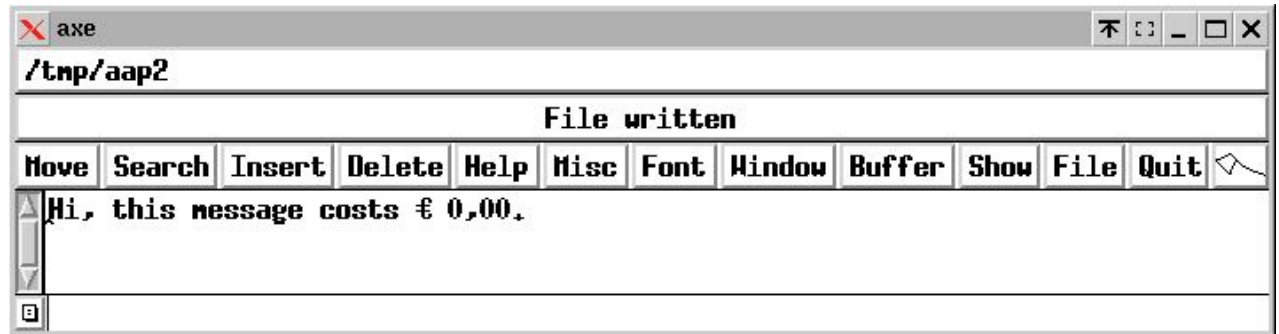 axe
/tmp/aap2
File written
Move Search Insert Delete Help Misc Font Window Buffer Show File Quit
Hi, this message costs € 0,00.